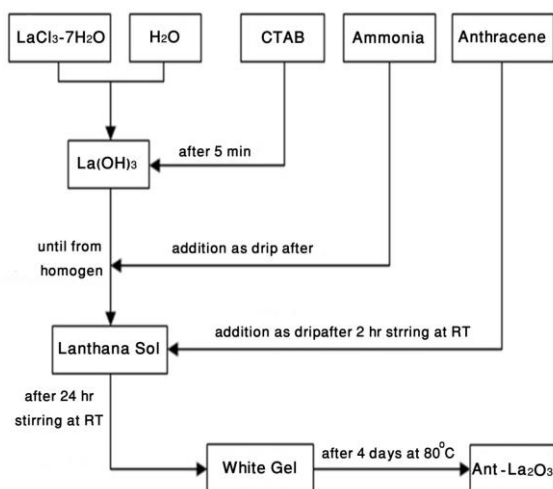 LaCl3-7H2O
H2O
CTAB
Ammonia
Anthracene
after 5 min
La(OH)3
until from
homogen
addition as drip after
addition as dripafter 2 hr strring at RT
Lanthana Sol
after 24 hr
stirring at RT
after 4 days at 80°C
White Gel
Ant-La2O3